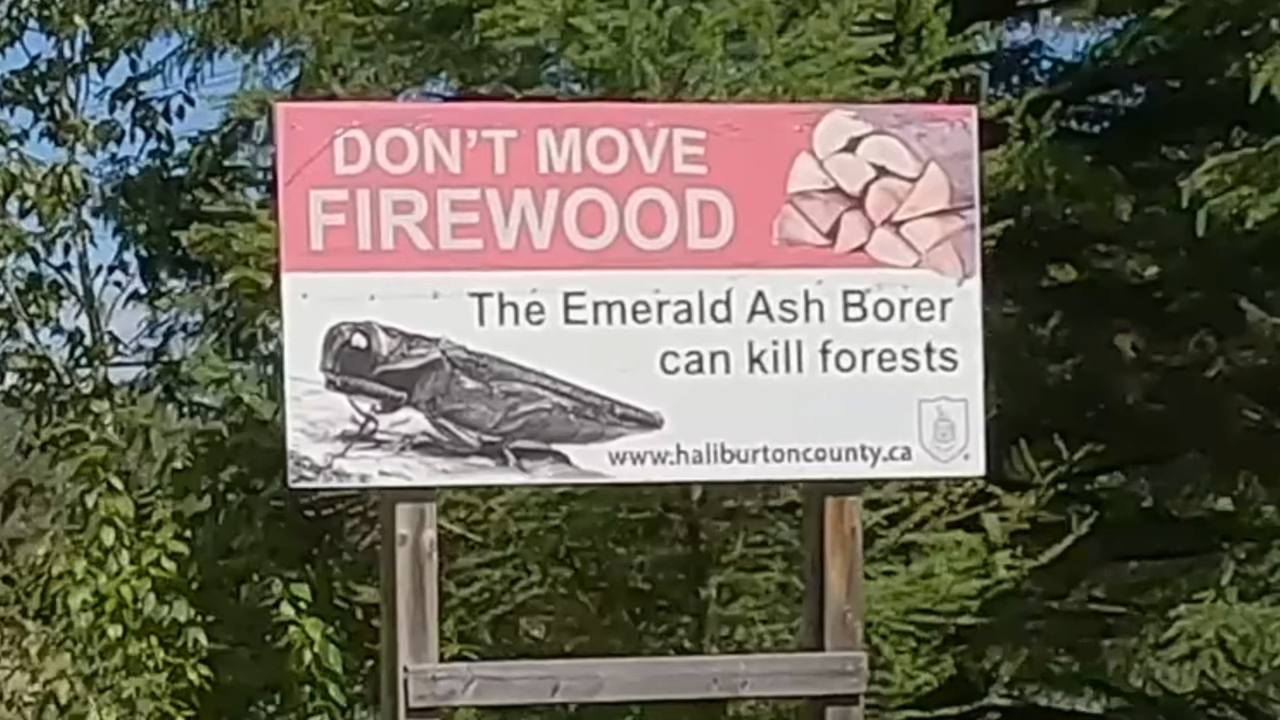 DON'T MOVE
FIREWOOD
The Emerald Ash Borer
can kill forests
www.haliburtoncounty.ca